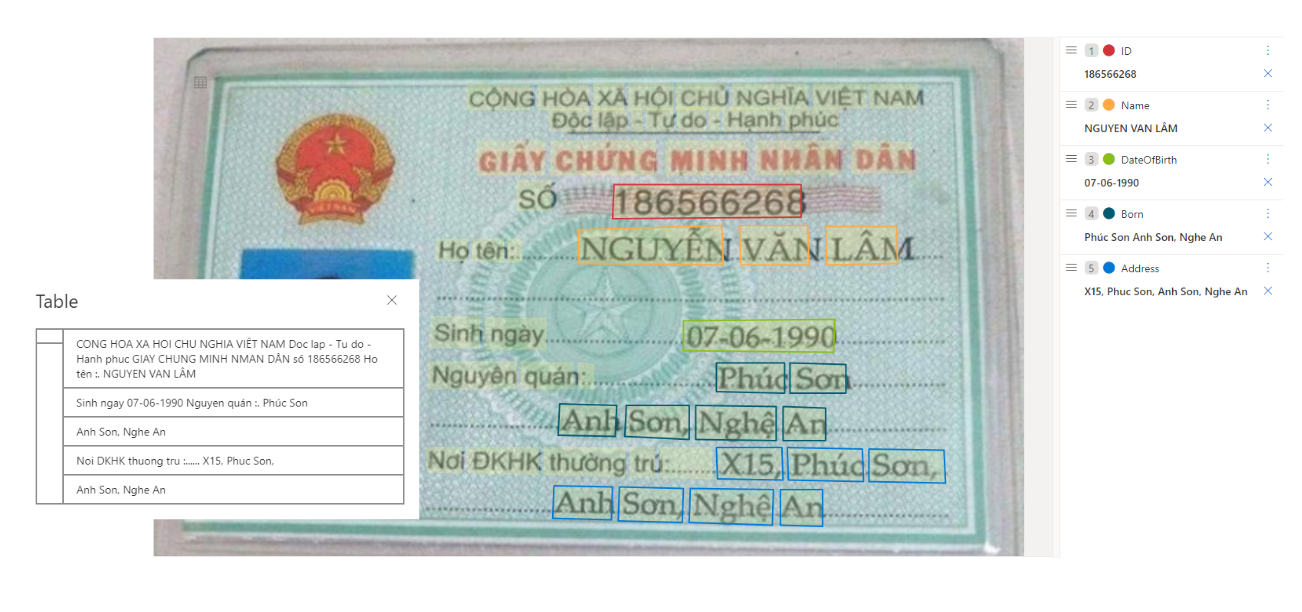 CỘNG HÒA XÃ HỘI CHỦ NGHĨA VIỆT NAM
Độc lập - Tự do - Hạnh phúc
GIẤY CHỨNG MINH NHÂN DÂN
SỐ 186566268
Họ tên: NGUYỄN VĂN LÂM
Sinh ngày 07-06-1990
Nguyên quán: Phúc Sơn
Anh Sơn, Nghệ An
Nơi ĐKHK thường trú: X15, Phúc Sơn,
Anh Sơn, Nghệ An
VIET NAM
Table
CONG HOA XA HOI CHU NGHIA VIẾT NAM Doc lap - Tu do -
Hanh phuc GIAY CHUNG MINH NMAN DÂN só 186566268 Ho
tên :. NGUYEN VAN LÂM
Sinh ngay 07-06-1990 Nguyen quán :. Phúc Son
Anh Son, Nghe An
Noi DKHK thuong tru :...... X15, Phuc Son,
Anh Son, Nghe An
1 ID
186566268
2 Name
NGUYEN VAN LÂM
3 DateOfBirth
07-06-1990
4 Born
Phúc Son Anh Son, Nghe An
5 Address
X15, Phuc Son, Anh Son, Nghe An